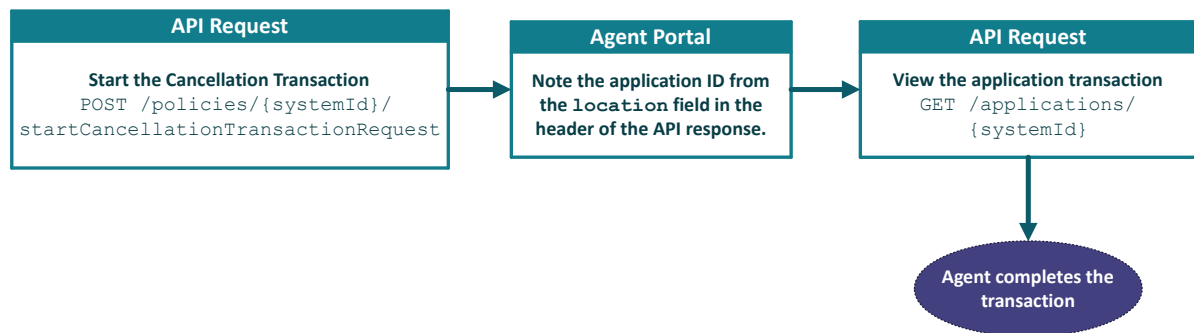 API Request
Start the Cancellation Transaction
POST /policies/{systemId}/
startCancellationTransactionRequest
Agent Portal
Note the application ID from
the location field in the
header of the API response.
API Request
View the application transaction
GET /applications/
{systemId}
Agent completes the
transaction